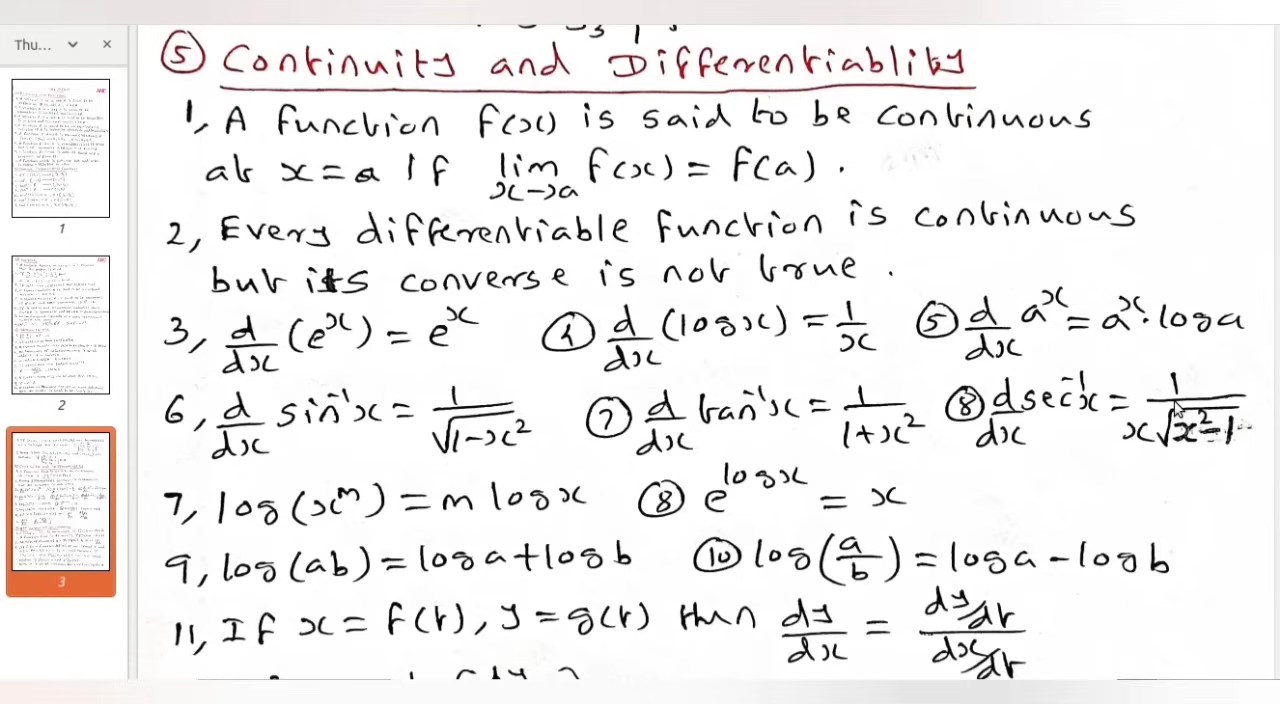 Thu...
1
2
3
⑤ Continuity and Differentiablity
1, A function f(x) is said to be continuous
at x = a if lim x→a f(x) = f(a).
2, Every differentiable function is continuous
but its converse is not true.
3, d/dx (e^x) = e^x ④ d/dx (log x) = 1/x ⑤ d/dx a^x = a^x · log a
6, d/dx sin⁻¹x = 1/√(1-x²) ⑦ d/dx tan⁻¹x = 1/(1+x²) ⑧ d/dx sec⁻¹x = 1/(x√(x²-1))
7, log(x^m) = m log x ⑧ e^(log x) = x
9, log(ab) = log a + log b ⑩ log(a/b) = log a - log b
11, If x = f(t), y = g(t) then dy/dx = (dy/dt)/(dx/dt)